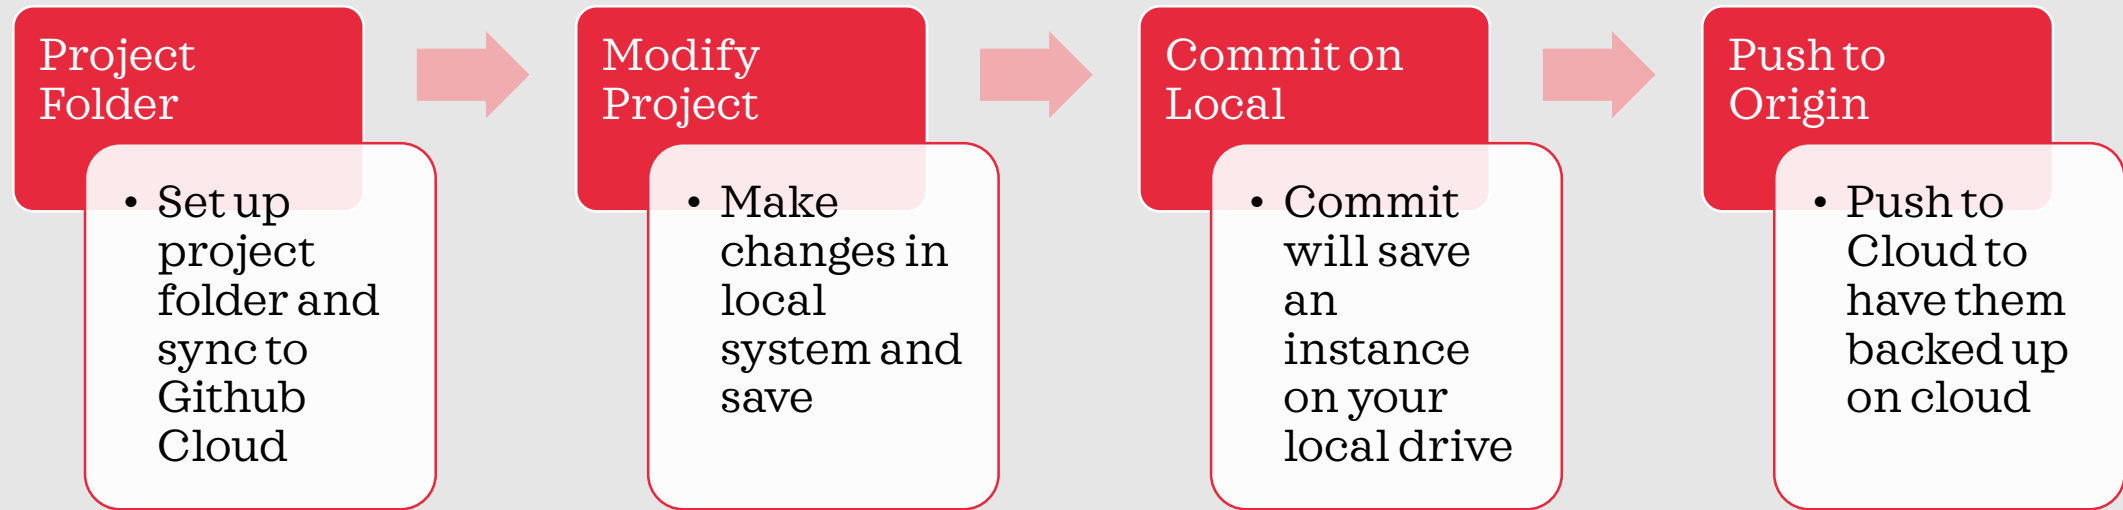 Project
Folder
• Set up
project
folder and
sync to
Github
Cloud
Modify
Project
• Make
changes in
local
system and
save
Commit on
Local
• Commit
will save
an
instance
on your
local drive
Push to
Origin
• Push to
Cloud to
have them
backed up
on cloud